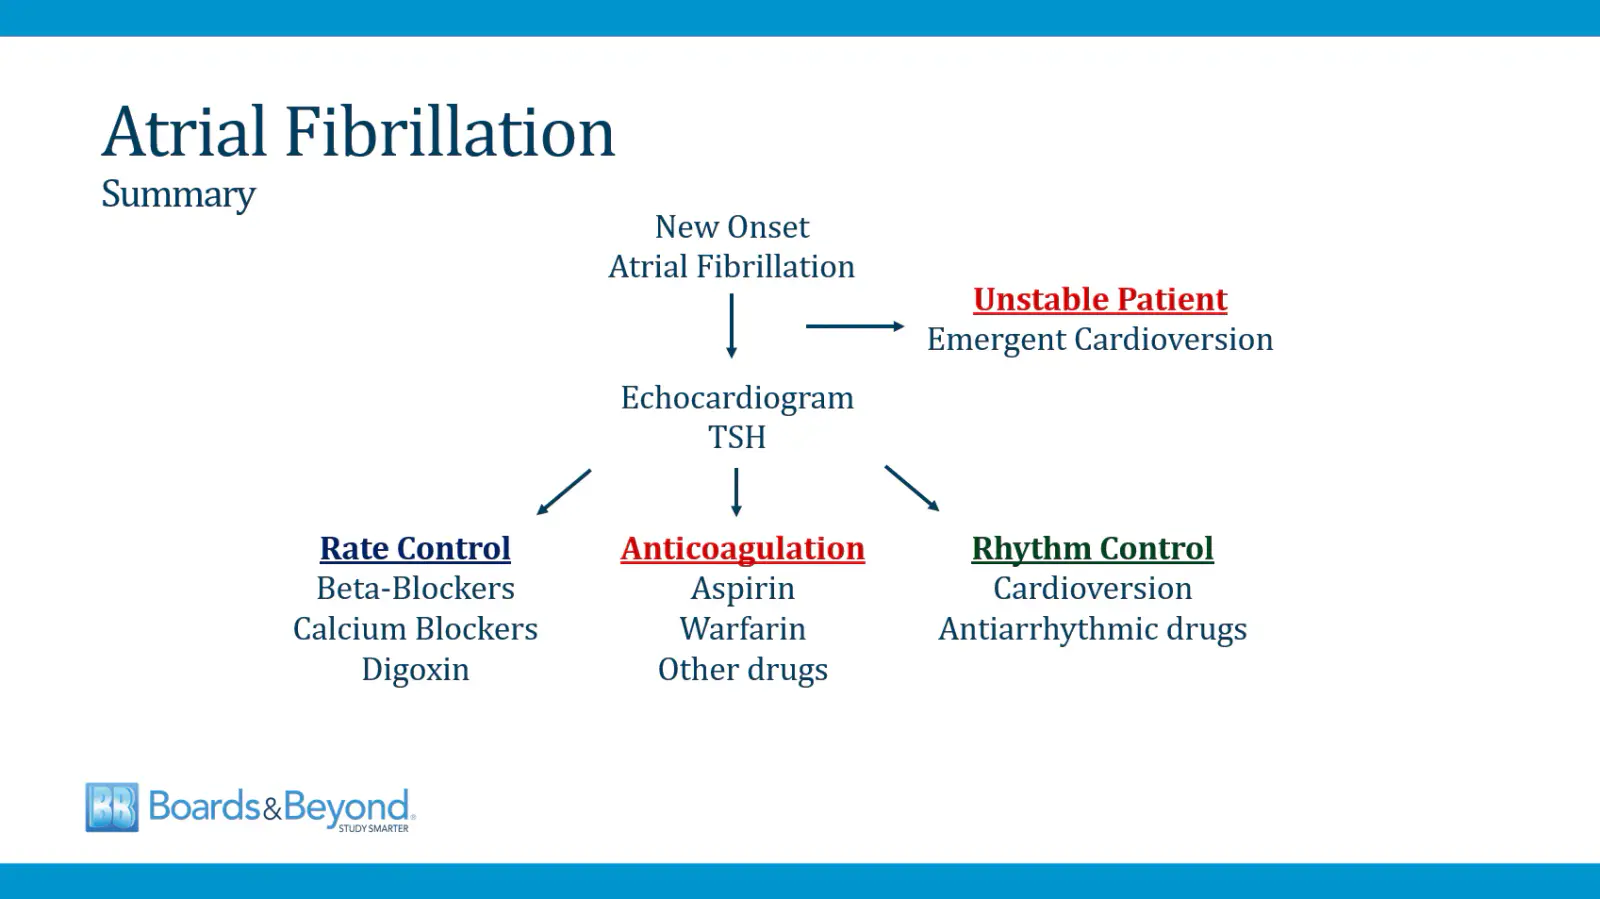 Atrial Fibrillation
Summary
New Onset
Atrial Fibrillation
Unstable Patient
Emergent Cardioversion
Echocardiogram
TSH
Rate Control
Beta-Blockers
Calcium Blockers
Digoxin
Anticoagulation
Aspirin
Warfarin
Other drugs
Rhythm Control
Cardioversion
Antiarrhythmic drugs
BB Boards&Beyond®
STUDY SMARTER